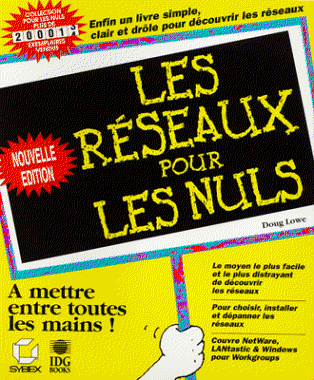 COLLECTION
POUR LES NULS
PLUS DE
EXEMPLAIRES
VENDUS
Enfin un livre simple,
clair et drôle pour découvrir les réseaux
LES
RÉSEAUX
POUR
LES NULS
NOUVELLE
EDITION
Doug Lowe
A mettre
entre toutes
les mains !
Le moyen le plus facile
et le plus distrayant
de découvrir
les réseaux
Pour choisir, installer
et dépanner les
réseaux
Couvre NetWare,
LANtastic & Windows
pour Workgroups
SYBEX
IDG
BOOKS